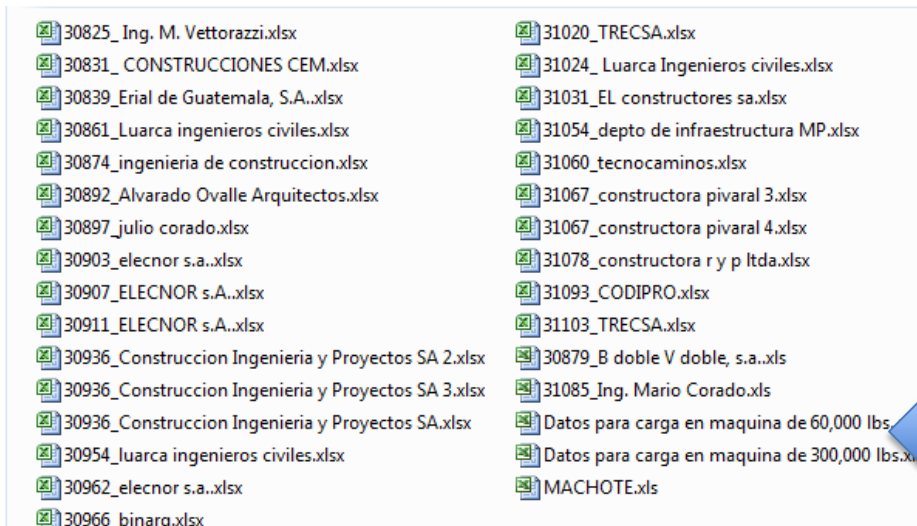 30825_ Ing. M. Vettorazzi.xlsx
30831_ CONSTRUCCIONES CEM.xlsx
30839_Erial de Guatemala, S.A..xlsx
30861_Luarca ingenieros civiles.xlsx
30874_ingenieria de construccion.xlsx
30892_Alvarado Ovalle Arquitectos.xlsx
30897_julio corado.xlsx
30903_elecnor s.a..xlsx
30907_ELECNOR s.A..xlsx
30911_ELECNOR s.A..xlsx
30936_Construccion Ingenieria y Proyectos SA 2.xlsx
30936_Construccion Ingenieria y Proyectos SA 3.xlsx
30936_Construccion Ingenieria y Proyectos SA.xlsx
30954_luarca ingenieros civiles.xlsx
30962_elecnor s.a..xlsx
30966_binarq.xlsx
31020_TRECSA.xlsx
31024_ Luarca Ingenieros civiles.xlsx
31031_EL constructores sa.xlsx
31054_depto de infraestructura MP.xlsx
31060_tecnocaminos.xlsx
31067_constructora pivaral 3.xlsx
31067_constructora pivaral 4.xlsx
31078_constructora r y p ltda.xlsx
31093_CODIPRO.xlsx
31103_TRECSA.xlsx
30879_B doble V doble, s.a..xls
31085_Ing. Mario Corado.xls
Datos para carga en maquina de 60,000 lbs.
Datos para carga en maquina de 300,000 lbs.x
MACHOTE.xls